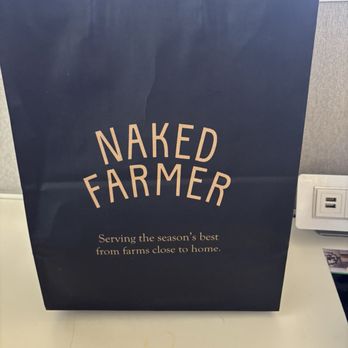 NAKED
FARMER
Serving the season's best
from farms close to home.